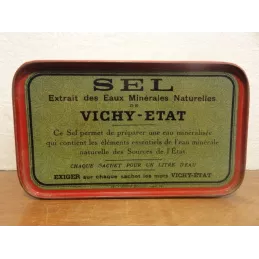 SEL
Extrait des Eaux Minérales Naturelles
DE
VICHY-ETAT
Ce Sel permet de préparer une eau minéralisée
qui contient les éléments essentiels de l'eau minérale
naturelle des Sources de l'État
CHAQUE SACHET POUR UN LITRE D'EAU
EXIGER sur chaque sachet les mots VICHY-ETAT